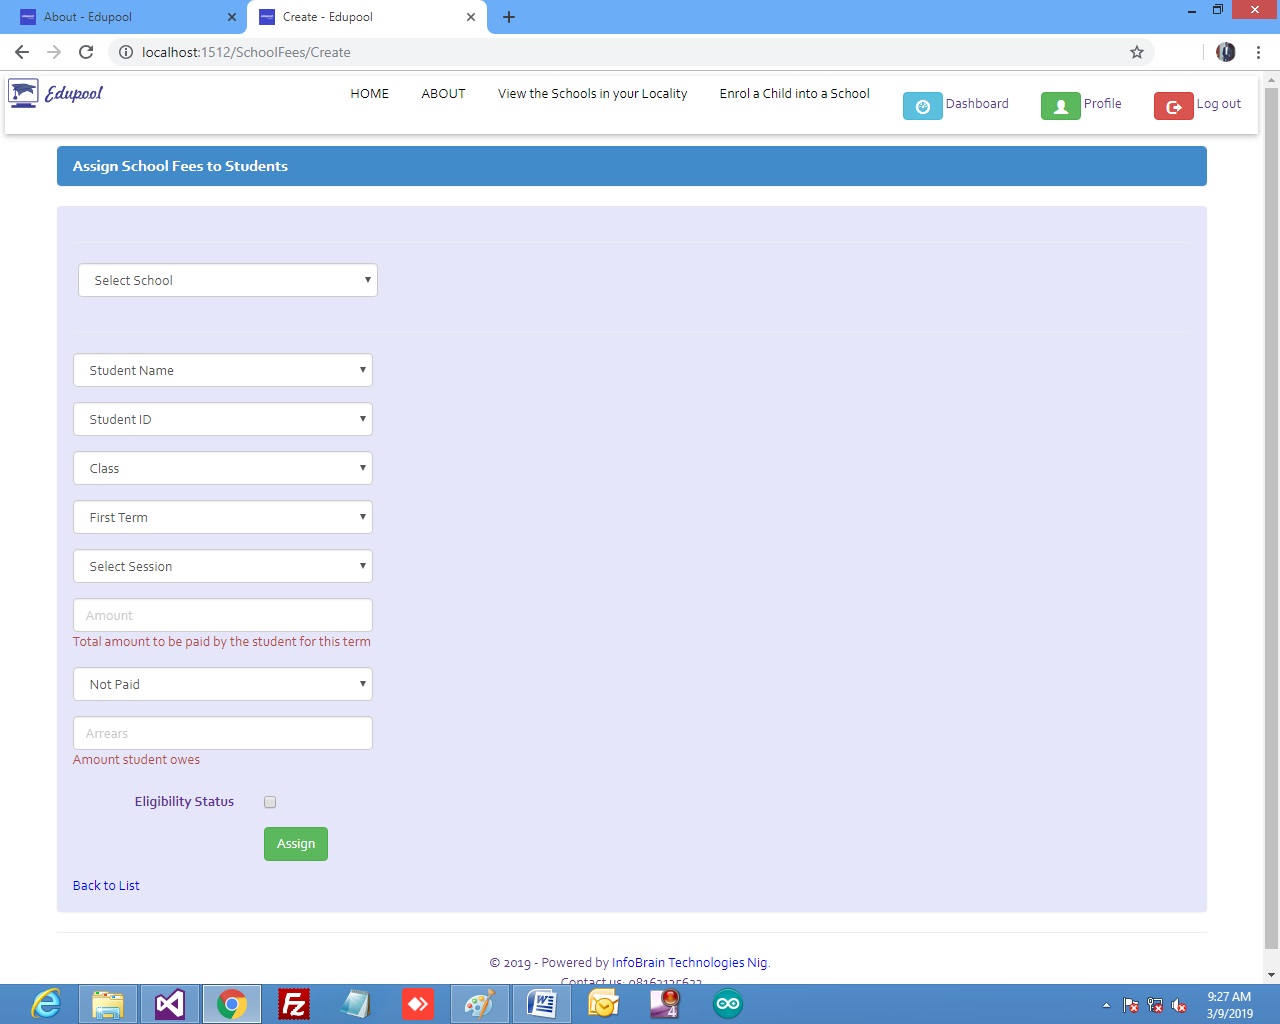 About - Edupool
Create - Edupool
localhost:1512/SchoolFees/Create
Edupool
HOME
ABOUT
View the Schools in your Locality
Enrol a Child into a School
Dashboard
Profile
Log out
Assign School Fees to Students
Select School
Student Name
Student ID
Class
First Term
Select Session
Amount
Total amount to be paid by the student for this term
Not Paid
Arrears
Amount student owes
Eligibility Status
Assign
Back to List
© 2019 - Powered by InfoBrain Technologies Nig.
Contact us:
9:27 AM
3/9/2019